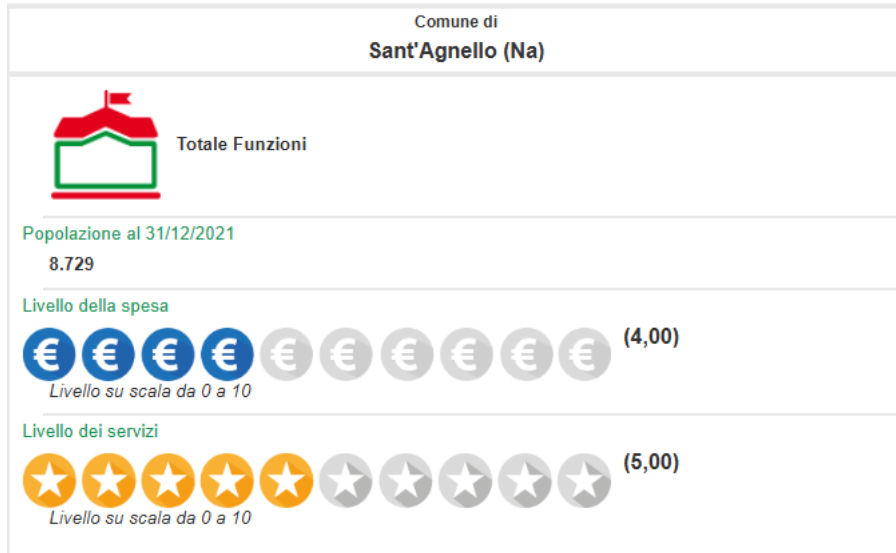 Comune di
Sant'Agnello (Na)
Totale Funzioni
Popolazione al 31/12/2021
8.729
Livello della spesa
€ € € € € € € € € € (4,00)
Livello su scala da 0 a 10
Livello dei servizi
(5,00)
Livello su scala da 0 a 10